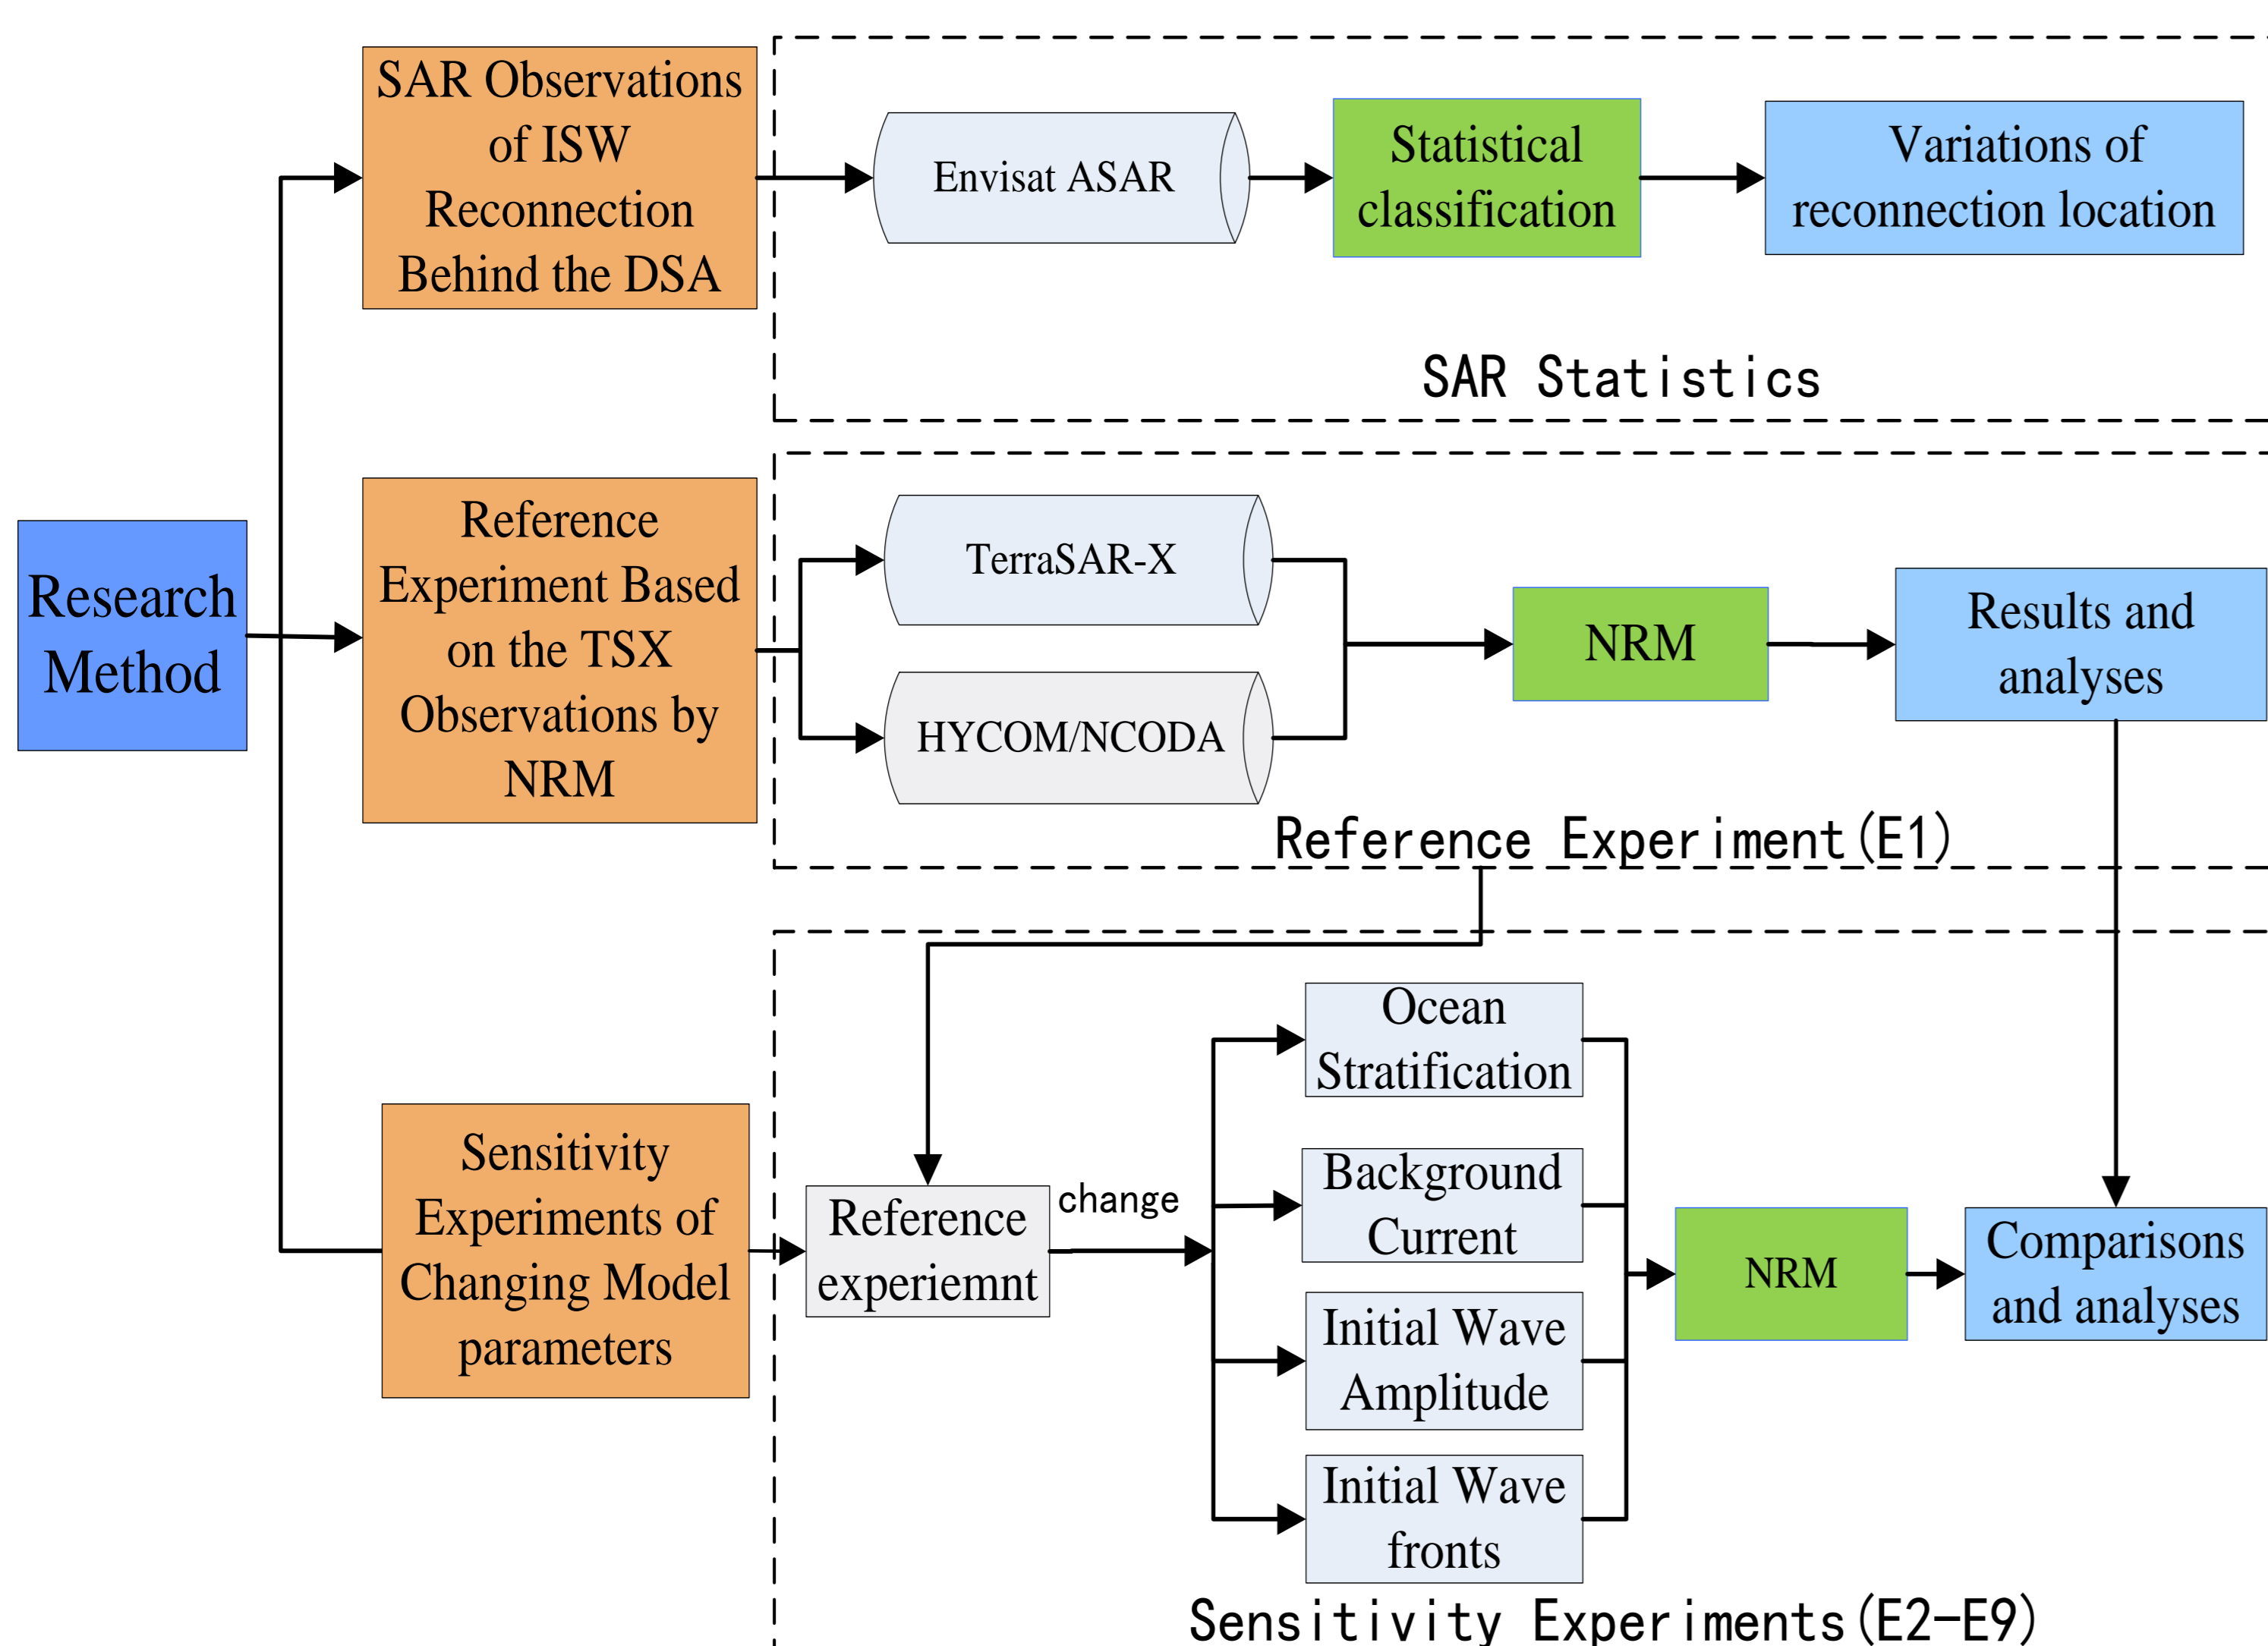 Research
Method
SAR Observations
of ISW
Reconnection
Behind the DSA
Envisat ASAR
Statistical
classification
Variations of
reconnection location
SAR Statistics
Reference
Experiment Based
on the TSX
Observations by
NRM
TerraSAR-X
HYCOM/NCODA
NRM
Results and
analyses
Reference Experiment(E1)
Sensitivity
Experiments of
Changing Model
parameters
Reference
experiemnt
change
Ocean
Stratification
Background
Current
Initial Wave
Amplitude
Initial Wave
fronts
NRM
Comparisons
and analyses
Sensitivity Experiments(E2-E9)